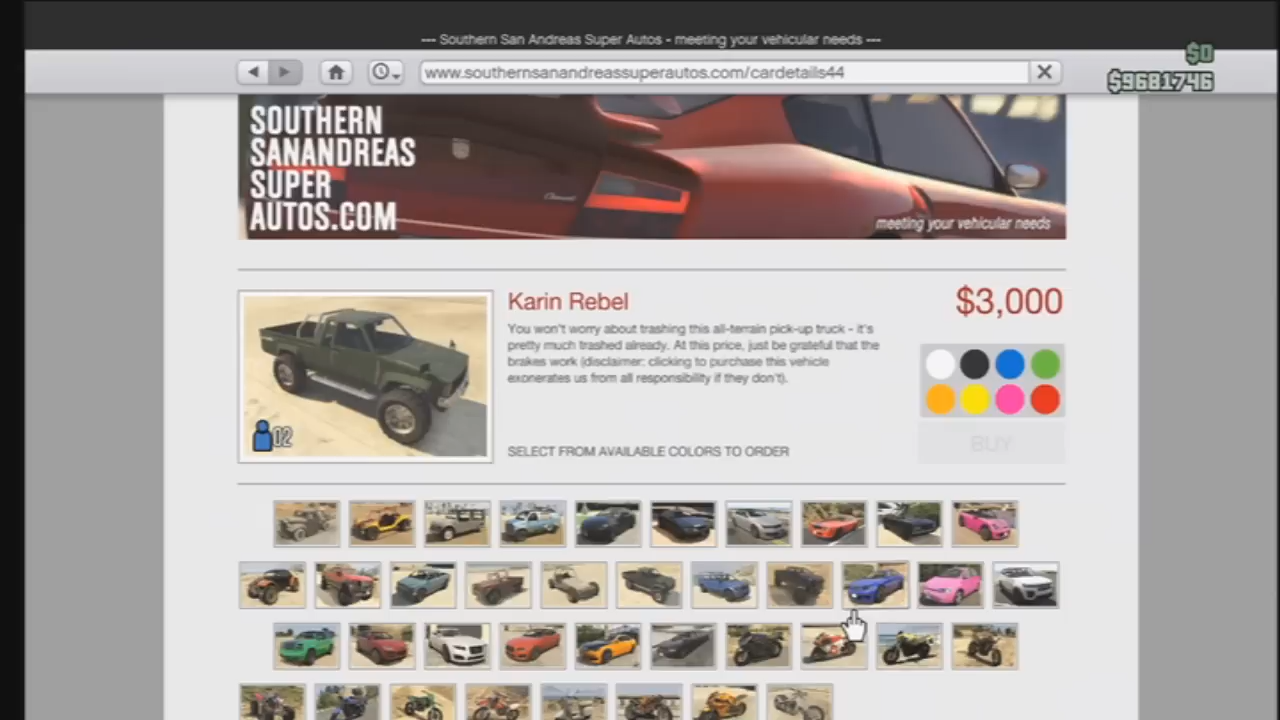 --- Southern San Andreas Super Autos - meeting your vehicular needs ---
$0
www.southernsanandreassuperautos.com/cardetails44
$9681746
SOUTHERN
SANANDREAS
SUPER
AUTOS.COM
meeting your vehicular needs
Karin Rebel
$3,000
You won't worry about trashing this all-terrain pick-up truck - it's
pretty much trashed already. At this price, just be grateful that the
brakes work (disclaimer: clicking to purchase this vehicle
exonerates us from all responsibility if they don't).
02
SELECT FROM AVAILABLE COLORS TO ORDER
BUY